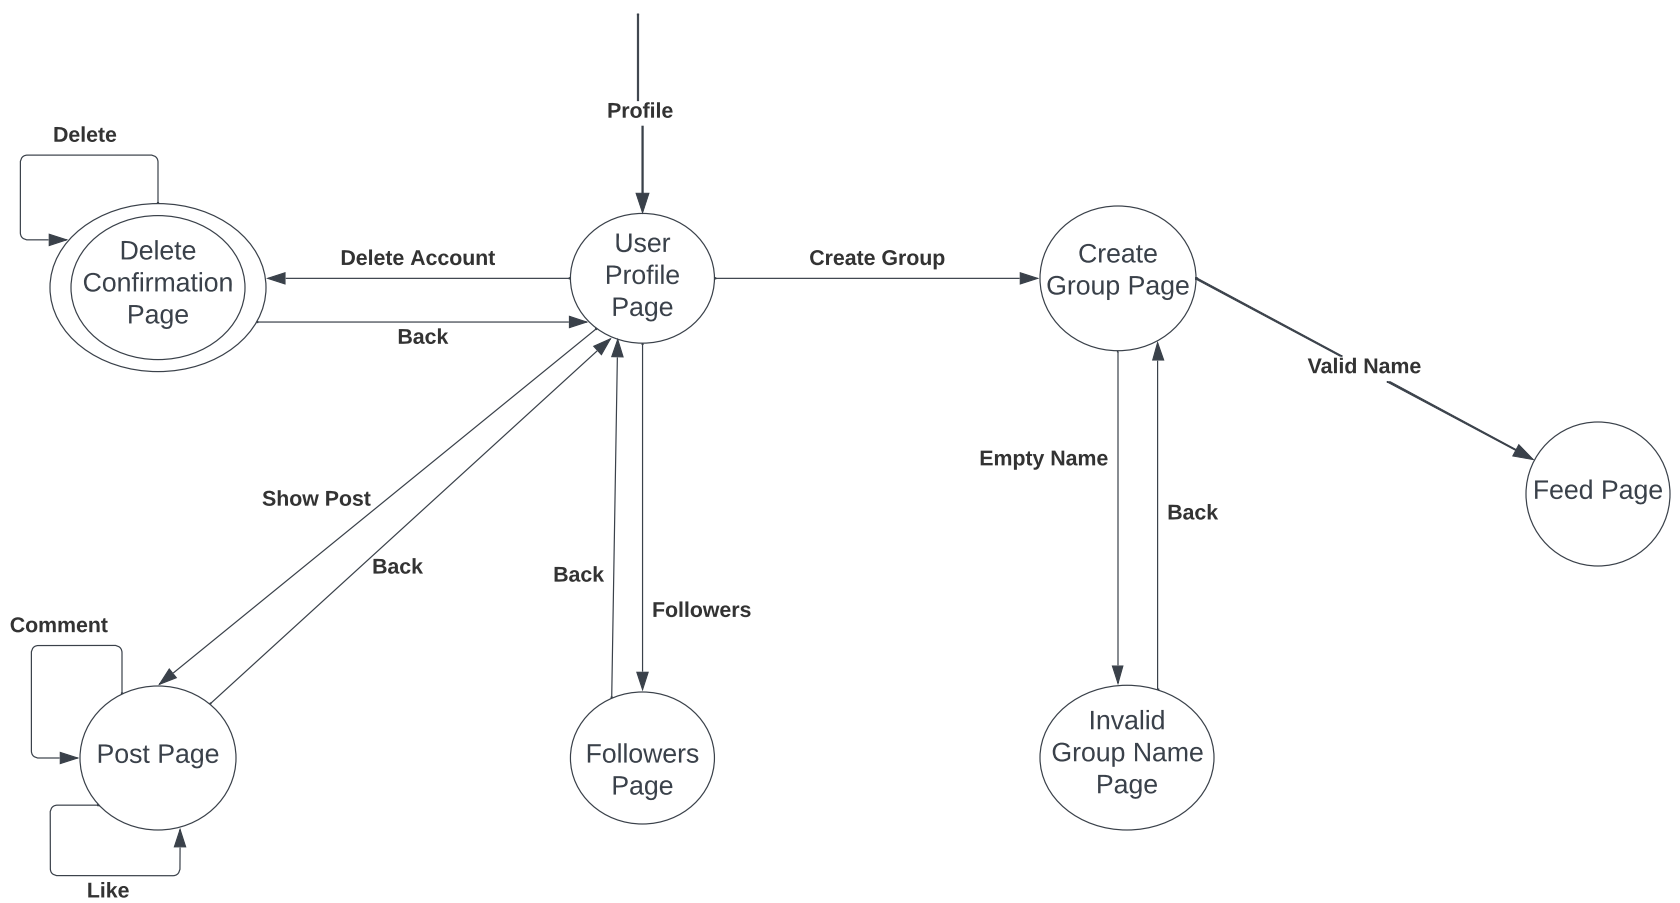 Profile
Delete
Delete
Confirmation
Page
Delete Account
Back
User
Profile
Page
Create Group
Create
Group Page
Valid Name
Feed Page
Empty Name
Back
Show Post
Back
Back
Followers
Comment
Post Page
Like
Followers
Page
Invalid
Group Name
Page